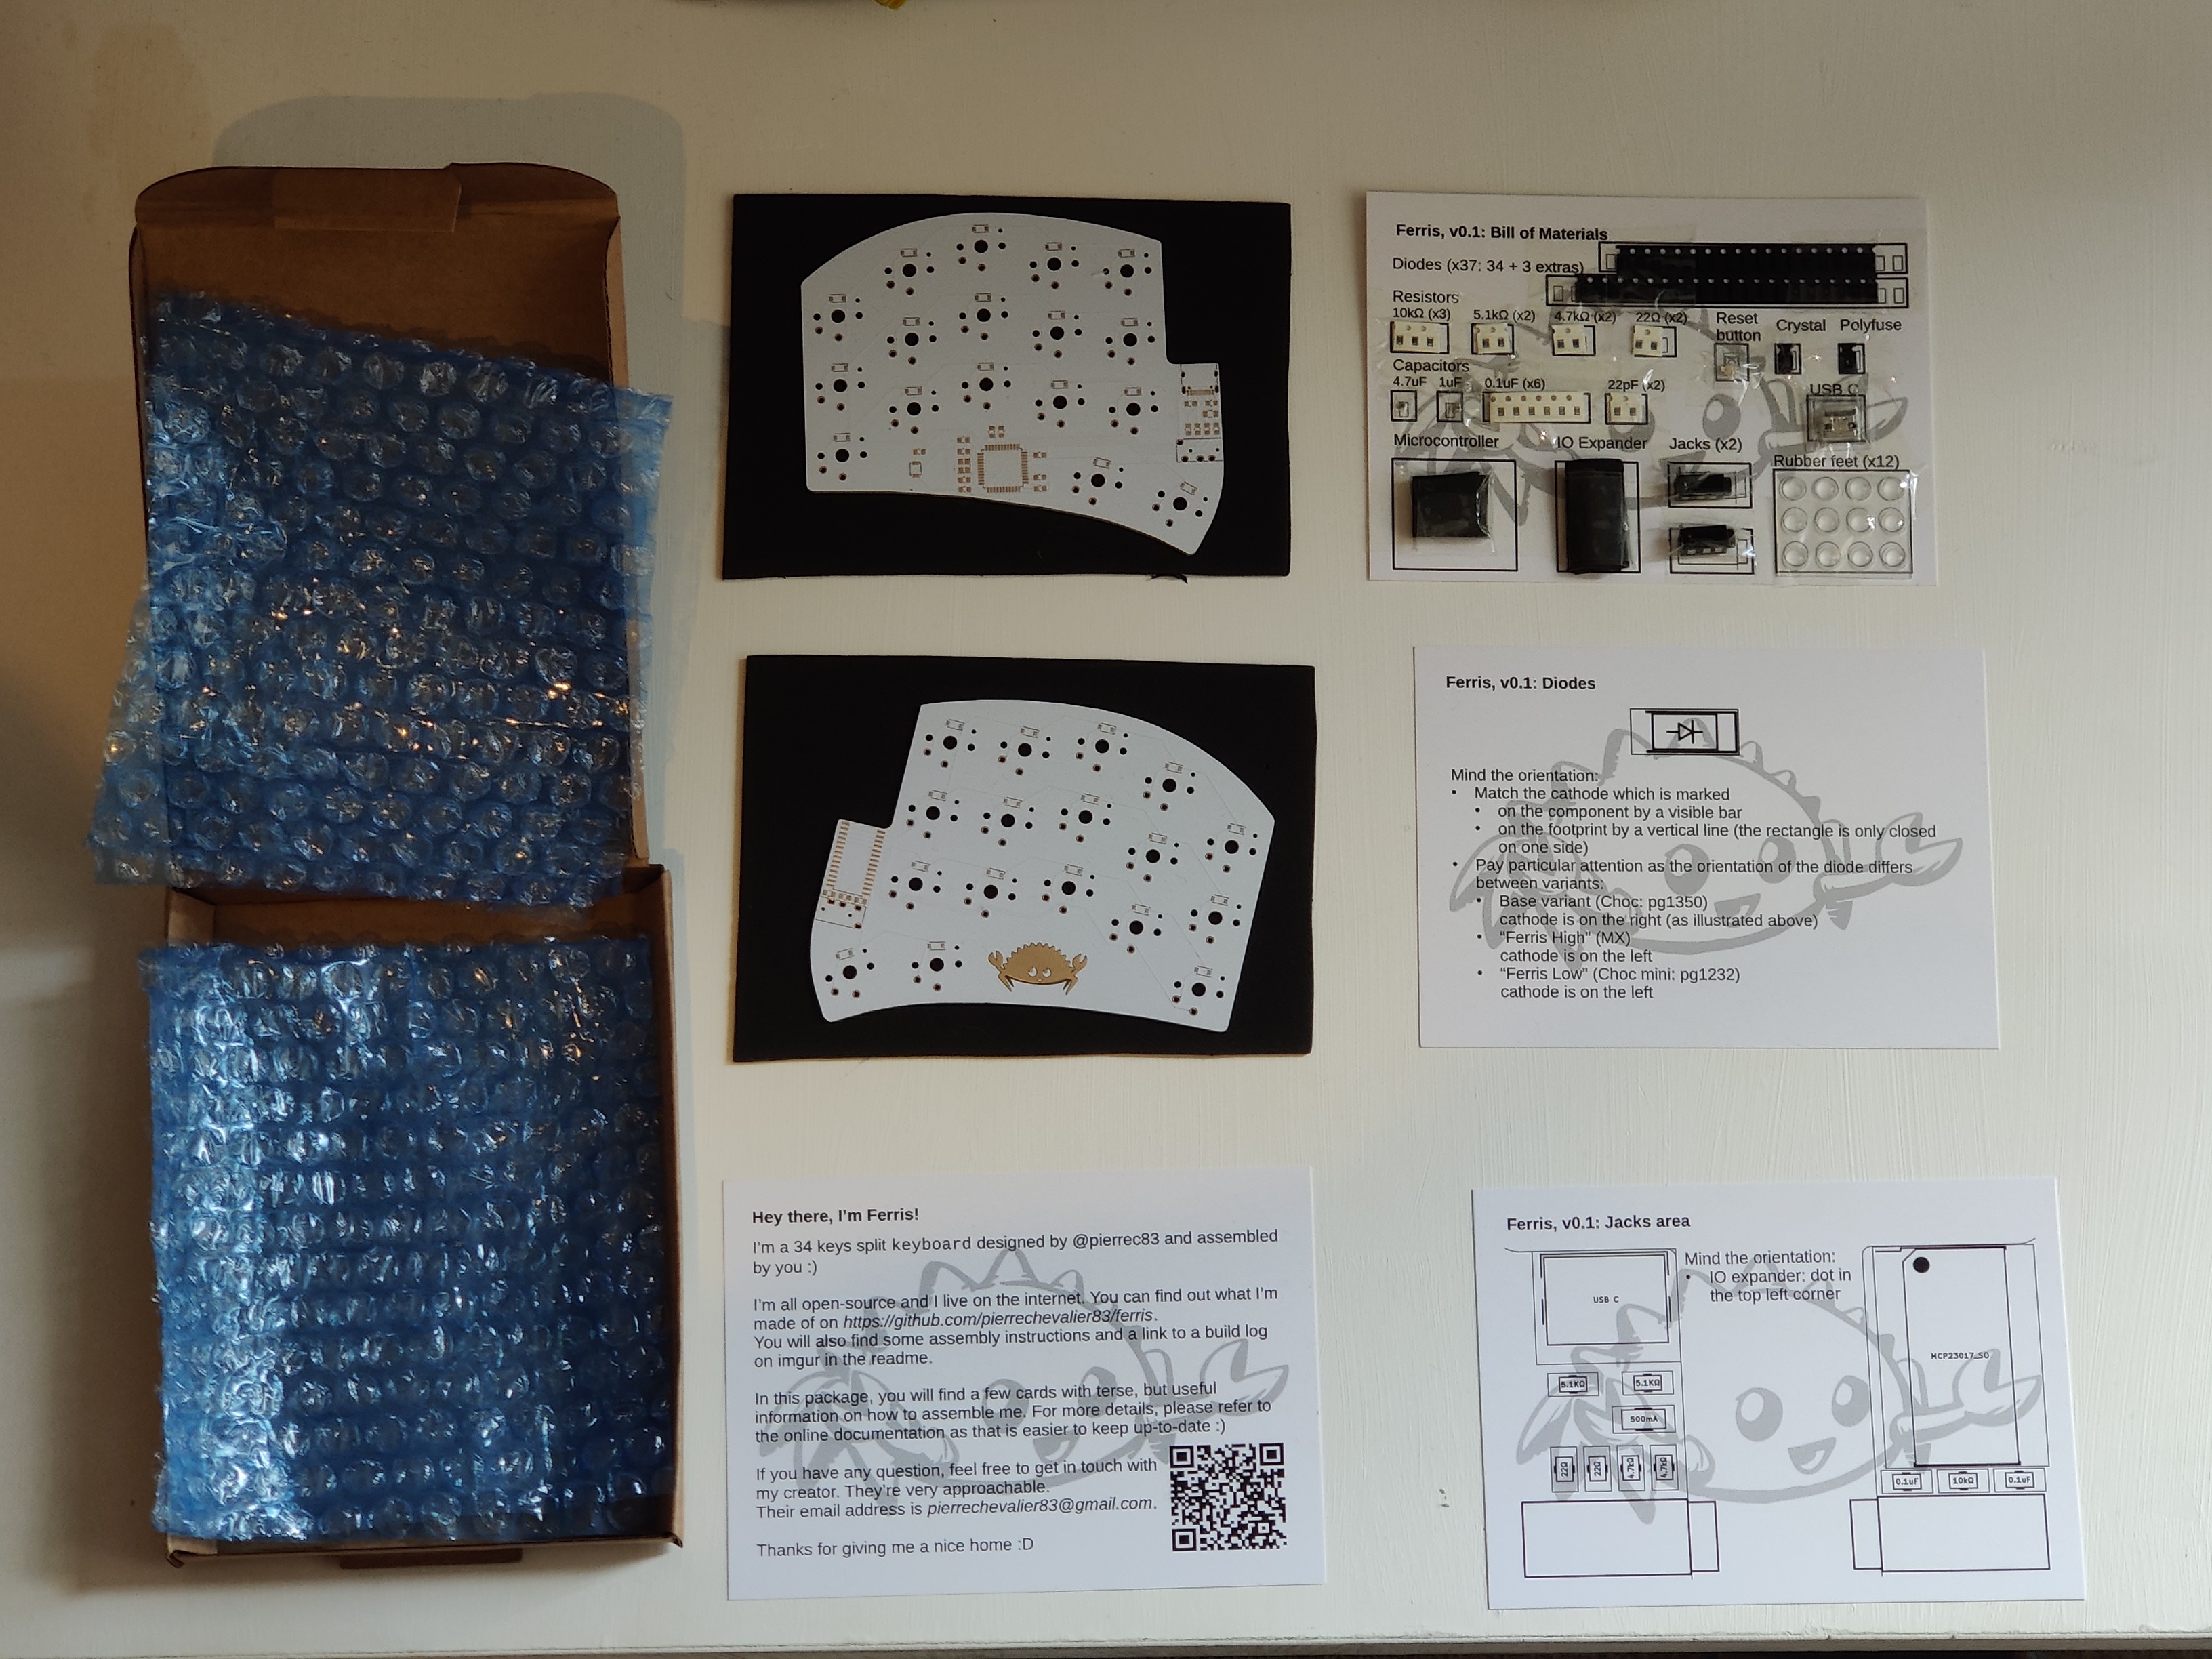 Ferris, v0.1: Bill of Materials
Diodes (x37: 34 + 3 extras)
Resistors
10kΩ (x3) 5.1kΩ (x2) 4.7kΩ (x2) 22Ω (x2)
Reset button
Crystal
Polyfuse
Capacitors
4.7uF 1uF 0.1uF (x6) 22pF (x2)
USB C
Microcontroller
IO Expander
Jacks (x2)
Rubber feet (x12)
Ferris, v0.1: Diodes
Mind the orientation:
• Match the cathode which is marked
• on the component by a visible bar
• on the footprint by a vertical line (the rectangle is only closed
on one side)
• Pay particular attention as the orientation of the diode differs
between variants:
• Base variant (Choc: pg1350)
cathode is on the right (as illustrated above)
• “Ferris High” (MX)
cathode is on the left
• “Ferris Low” (Choc mini: pg1232)
cathode is on the left
Hey there, I’m Ferris!
I’m a 34 keys split keyboard designed by @pierrec83 and assembled
by you :)
I’m all open-source and I live on the internet. You can find out what I’m
made of on https://github.com/pierrechevalier83/ferris.
You will also find some assembly instructions and a link to a build log
on imgur in the readme.
In this package, you will find a few cards with terse, but useful
information on how to assemble me. For more details, please refer to
the online documentation as that is easier to keep up-to-date :)
If you have any question, feel free to get in touch with
my creator. They’re very approachable.
Their email address is pierrechevalier83@gmail.com.
Thanks for giving me a nice home :D
Ferris, v0.1: Jacks area
Mind the orientation:
• IO expander: dot in
the top left corner
USB C
5.1KΩ 5.1KΩ
500mA
22Ω 22Ω 4.7kΩ 4.7kΩ
MCP23017_SO
0.1uF 10kΩ 0.1uF